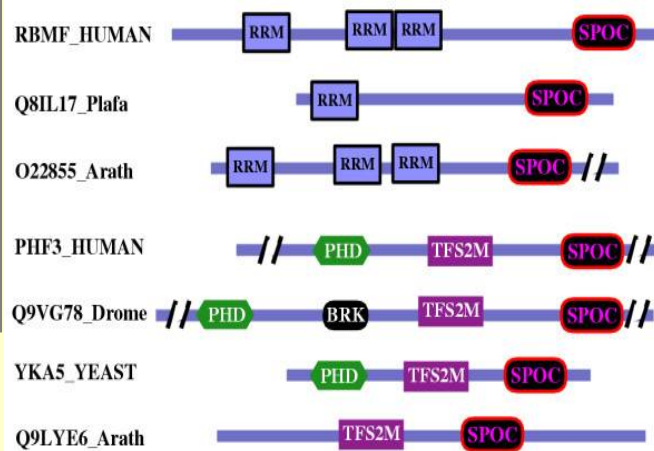 RBMF_HUMAN RRM RRM RRM SPOC
Q8IL17_Plafa RRM SPOC
O22855_Arath RRM RRM RRM SPOC //
PHF3_HUMAN // PHD TFS2M SPOC //
Q9VG78_Drome // PHD BRK TFS2M SPOC //
YKA5_YEAST PHD TFS2M SPOC
Q9LYE6_Arath TFS2M SPOC